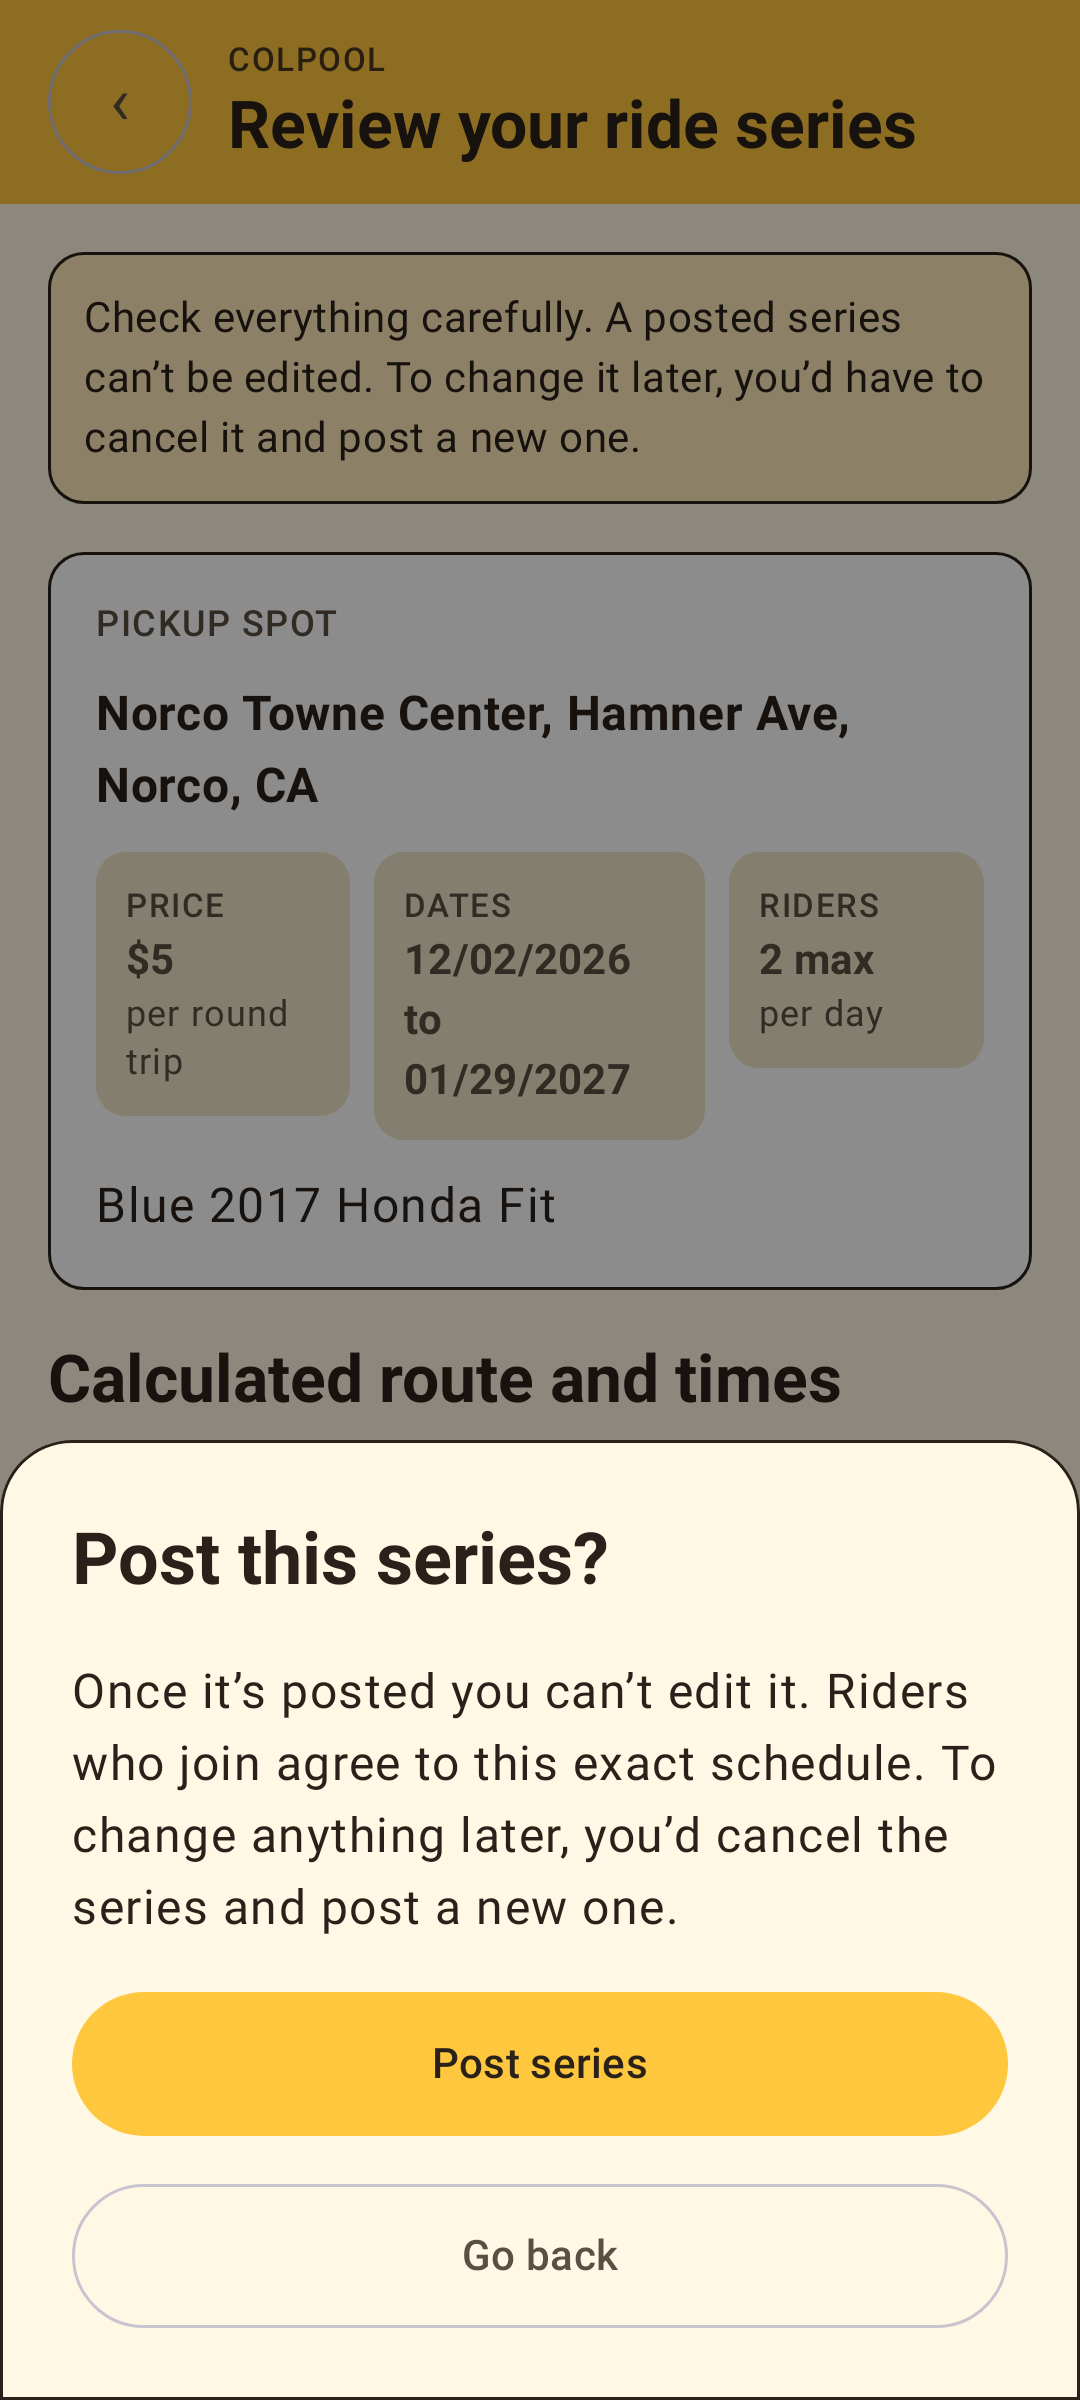 COLPOOL
Review your ride series
Check everything carefully. A posted series
can’t be edited. To change it later, you’d have to
cancel it and post a new one.
PICKUP SPOT
Norco Towne Center, Hamner Ave,
Norco, CA
PRICE
$5
per round
trip
DATES
12/02/2026
to
01/29/2027
RIDERS
2 max
per day
Blue 2017 Honda Fit
Calculated route and times
Post this series?
Once it’s posted you can’t edit it. Riders
who join agree to this exact schedule. To
change anything later, you’d cancel the
series and post a new one.
Post series
Go back